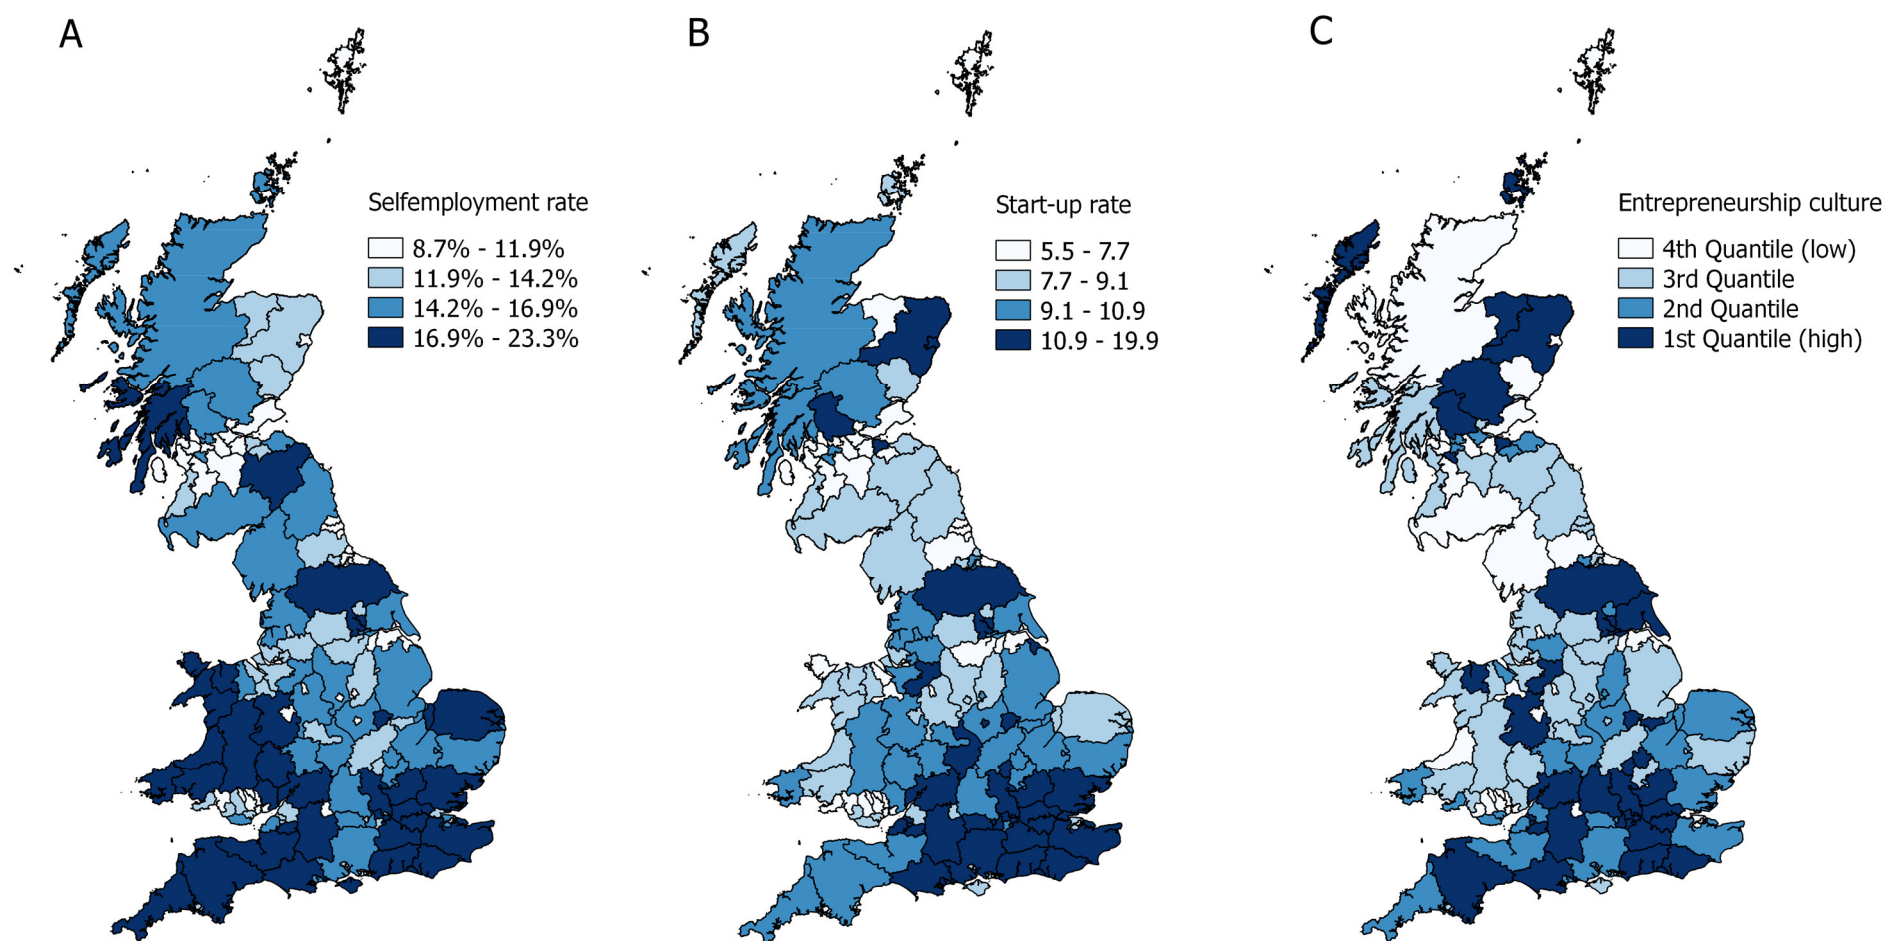 A
Selfemployment rate
8.7% - 11.9%
11.9% - 14.2%
14.2% - 16.9%
16.9% - 23.3%
B
Start-up rate
5.5 - 7.7
7.7 - 9.1
9.1 - 10.9
10.9 - 19.9
C
Entrepreneurship culture
4th Quantile (low)
3rd Quantile
2nd Quantile
1st Quantile (high)